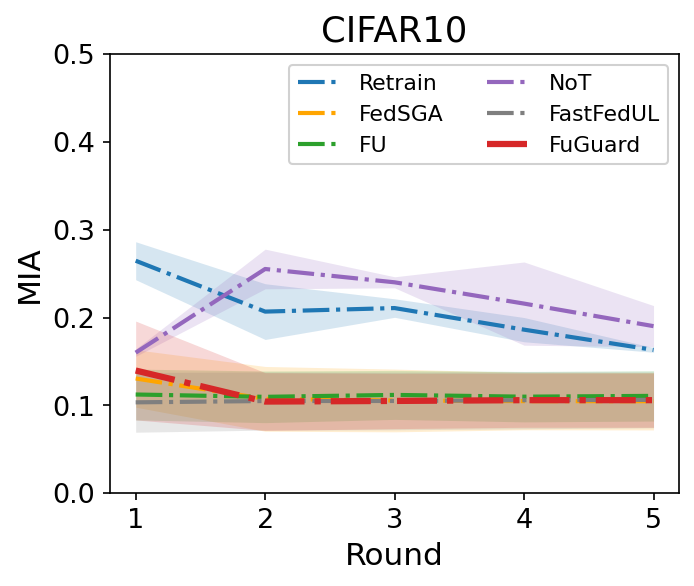 CIFAR10
0.5
0.4
0.3
0.2
0.1
0.0
MIA
Retrain
FedSGA
FU
NoT
FastFedUL
FuGuard
1 2 3 4 5
Round